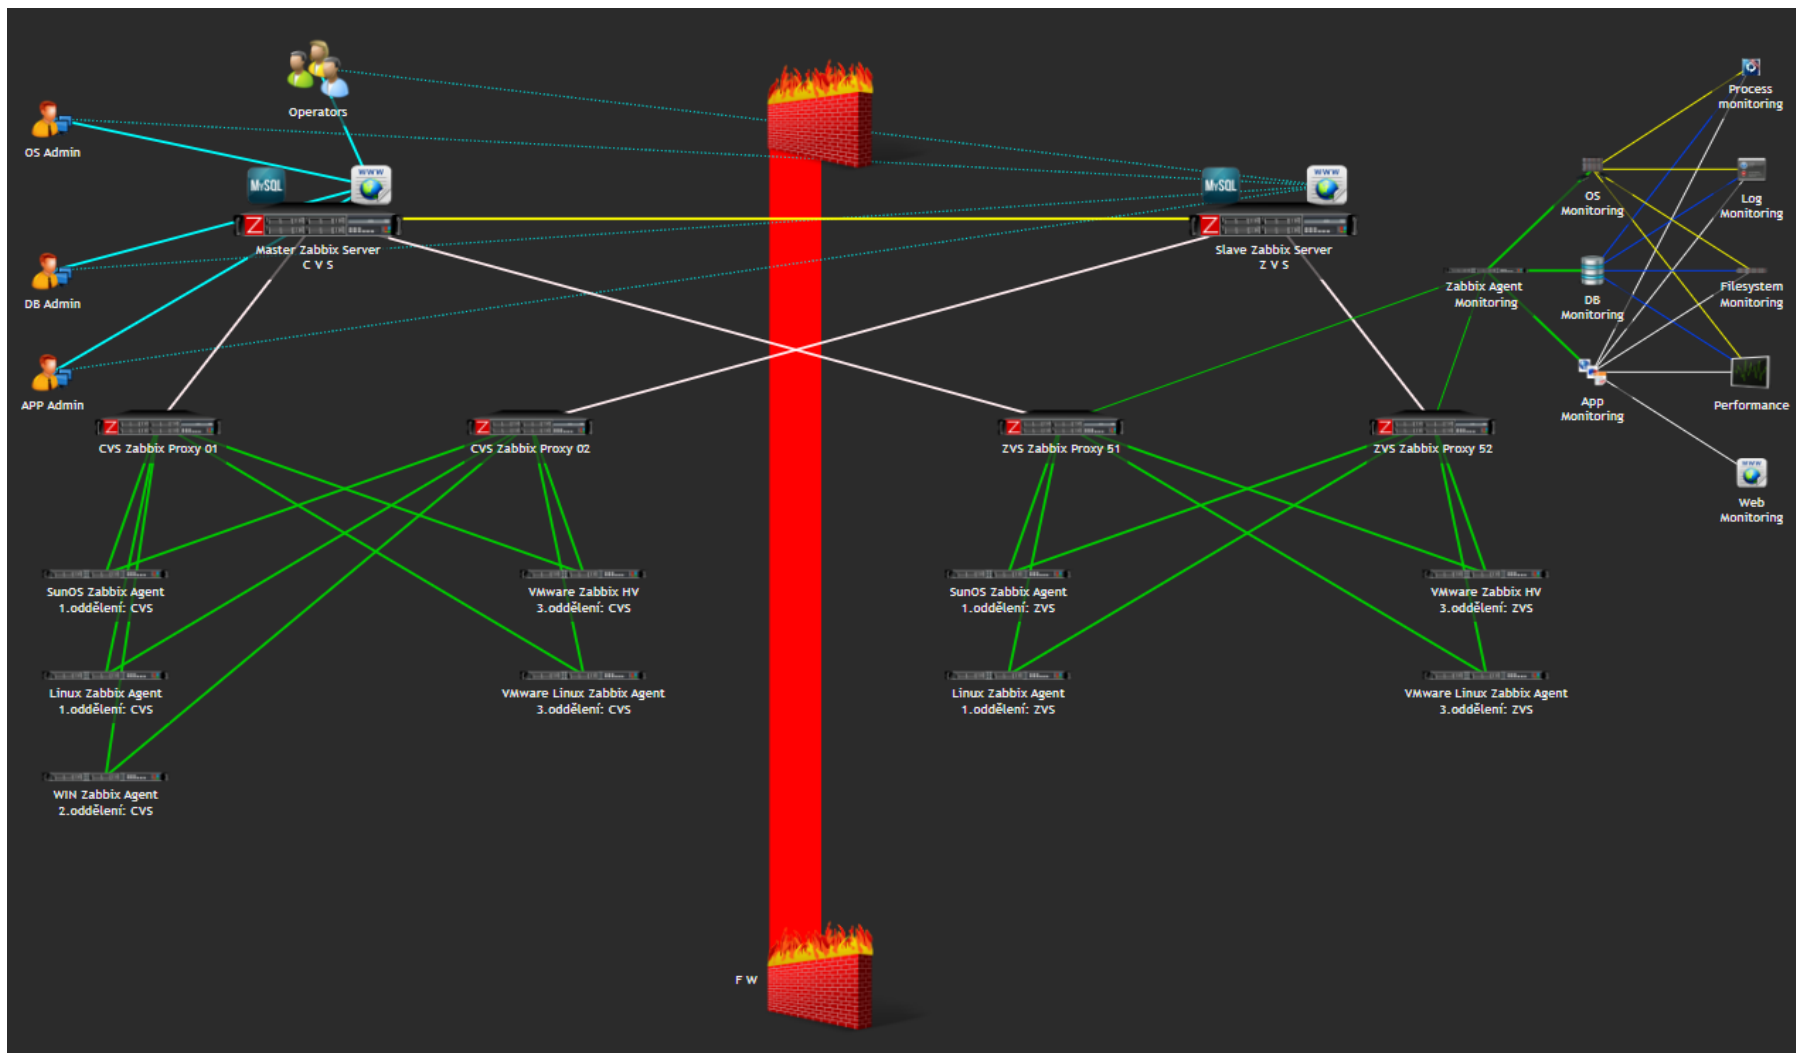 Operators
OS Admin
DB Admin
APP Admin
MySQL
WWW
Z
Master Zabbix Server
C V S
MySQL
WWW
Z
Slave Zabbix Server
Z V S
Process
monitoring
OS
Monitoring
Log
Monitoring
Zabbix Agent
Monitoring
DB
Monitoring
Filesystem
Monitoring
App
Monitoring
Performance
WWW
Web
Monitoring
Z
CVS Zabbix Proxy 01
Z
CVS Zabbix Proxy 02
Z
ZVS Zabbix Proxy 51
Z
ZVS Zabbix Proxy 52
SunOS Zabbix Agent
1.oddělení: CVS
VMware Zabbix HV
3.oddělení: CVS
SunOS Zabbix Agent
1.oddělení: ZVS
VMware Zabbix HV
3.oddělení: ZVS
Linux Zabbix Agent
1.oddělení: CVS
VMware Linux Zabbix Agent
3.oddělení: CVS
Linux Zabbix Agent
1.oddělení: ZVS
VMware Linux Zabbix Agent
3.oddělení: ZVS
WIN Zabbix Agent
2.oddělení: CVS
F W